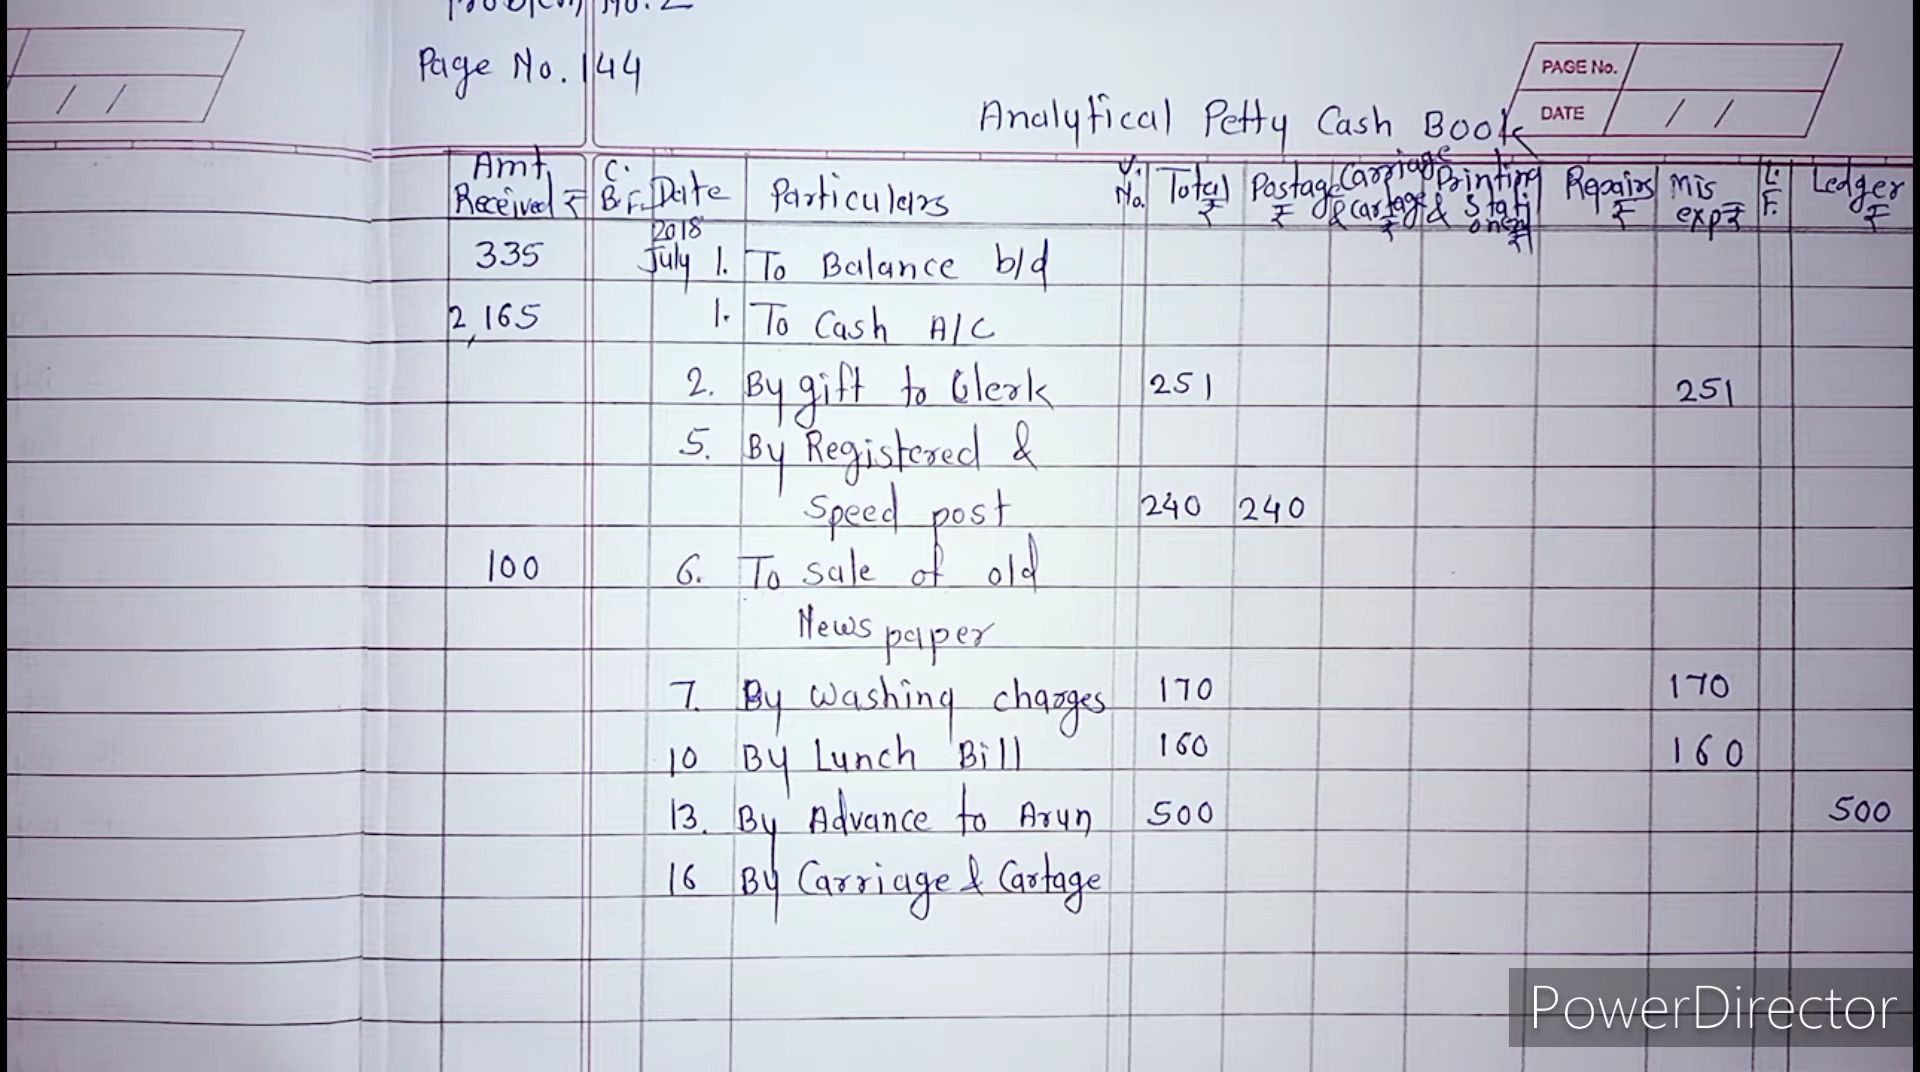 Problem No. 2
Page No. 144
PAGE No.
DATE / /
/ /
Analytical Petty Cash Book
Amt. Received ₹ C.B.F. Date Particulars V. No. Total ₹ Postage ₹ Carriage & Cartage ₹ Printing & Stationery ₹ Repairs ₹ Mis exp ₹ L.F. Ledger ₹
2018
335 July 1. To Balance b/d
2,165 1. To Cash A/C
2. By gift to Clerk 251 251
5. By Registered &
Speed post 240 240
100 6. To sale of old
News paper
7. By Washing charges 170 170
10 By Lunch Bill 160 160
13. By Advance to Arun 500 500
16 By Carriage & Cartage
PowerDirector